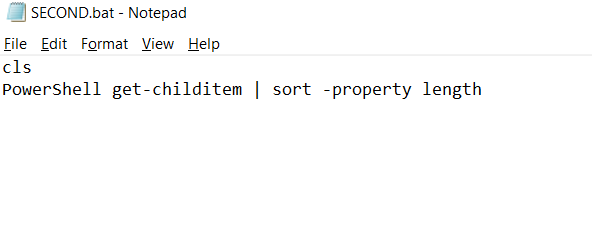 SECOND.bat - Notepad
File Edit Format View Help
cls
PowerShell get-childitem | sort -property length